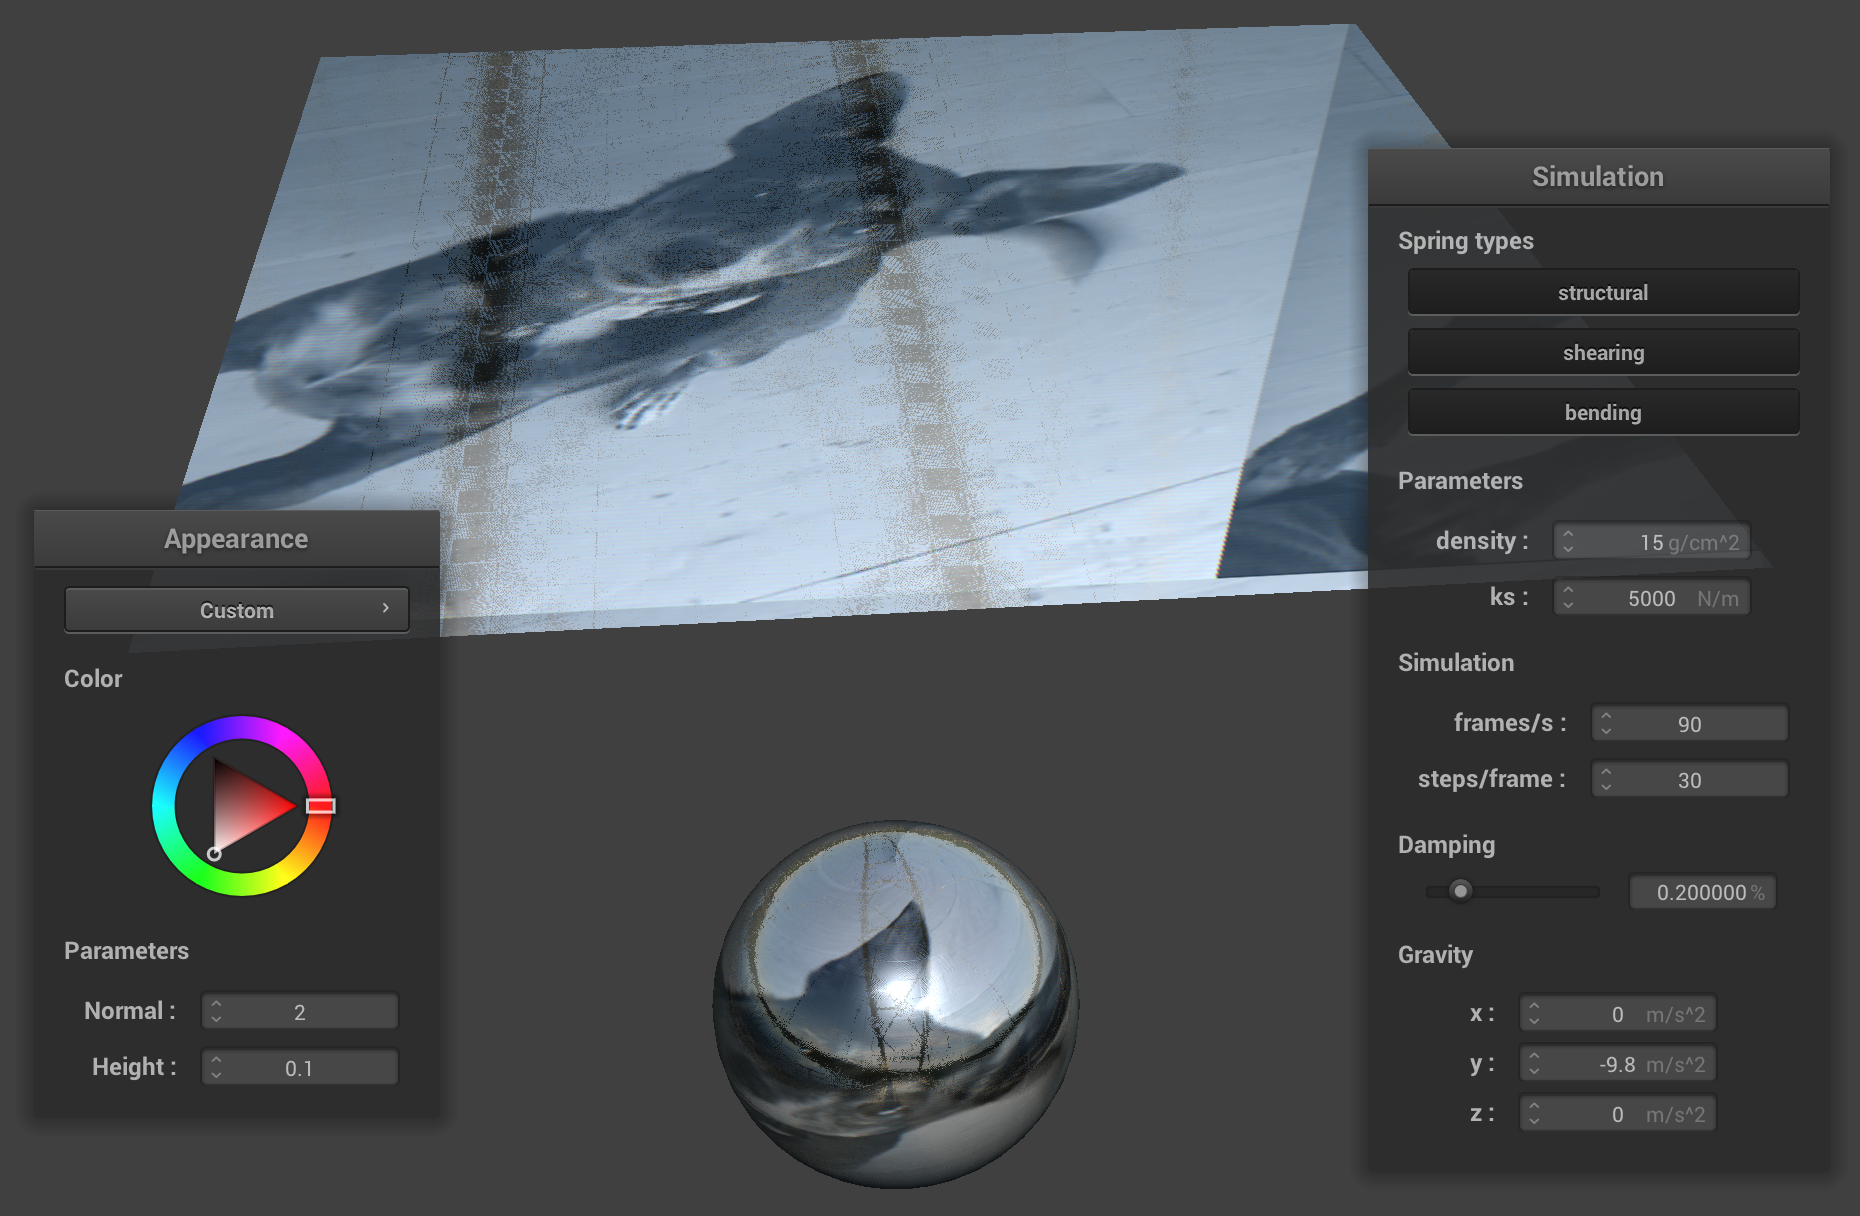 Appearance
Custom
Color
Parameters
Normal : 2
Height : 0.1
Simulation
Spring types
structural
shearing
bending
Parameters
density : 15 g/cm^2
ks : 5000 N/m
Simulation
frames/s : 90
steps/frame : 30
Damping
0.200000 %
Gravity
x : 0 m/s^2
y : -9.8 m/s^2
z : 0 m/s^2